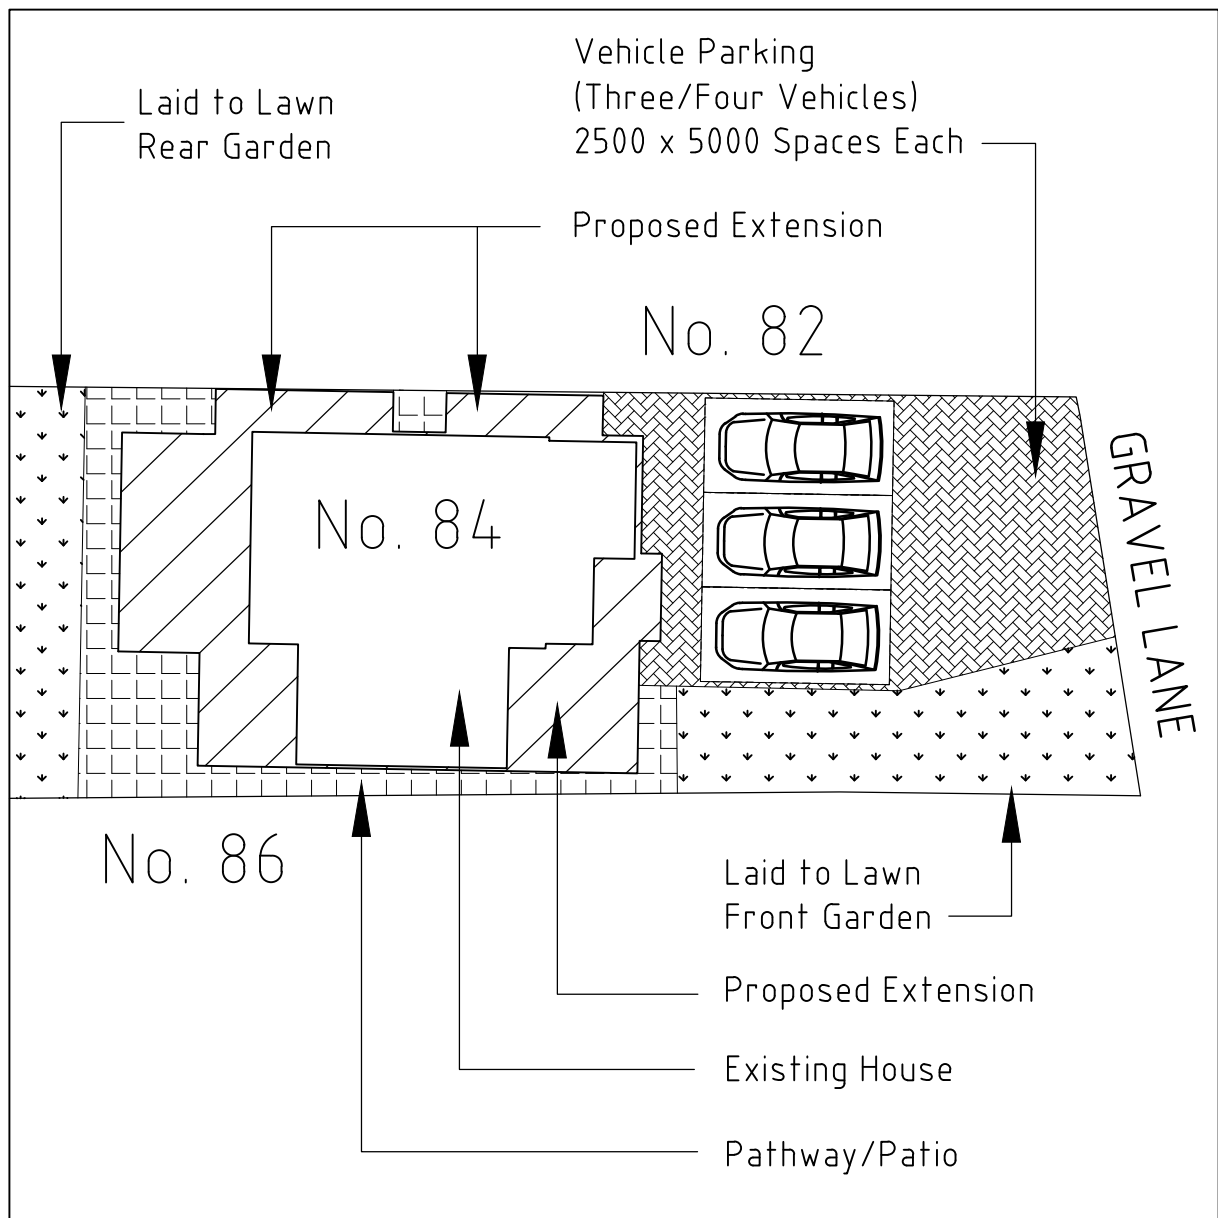 Vehicle Parking
(Three/Four Vehicles)
2500 x 5000 Spaces Each
Laid to Lawn
Rear Garden
Proposed Extension
No. 82
No. 84
GRAVEL LANE
No. 86
Laid to Lawn
Front Garden
Proposed Extension
Existing House
Pathway/Patio